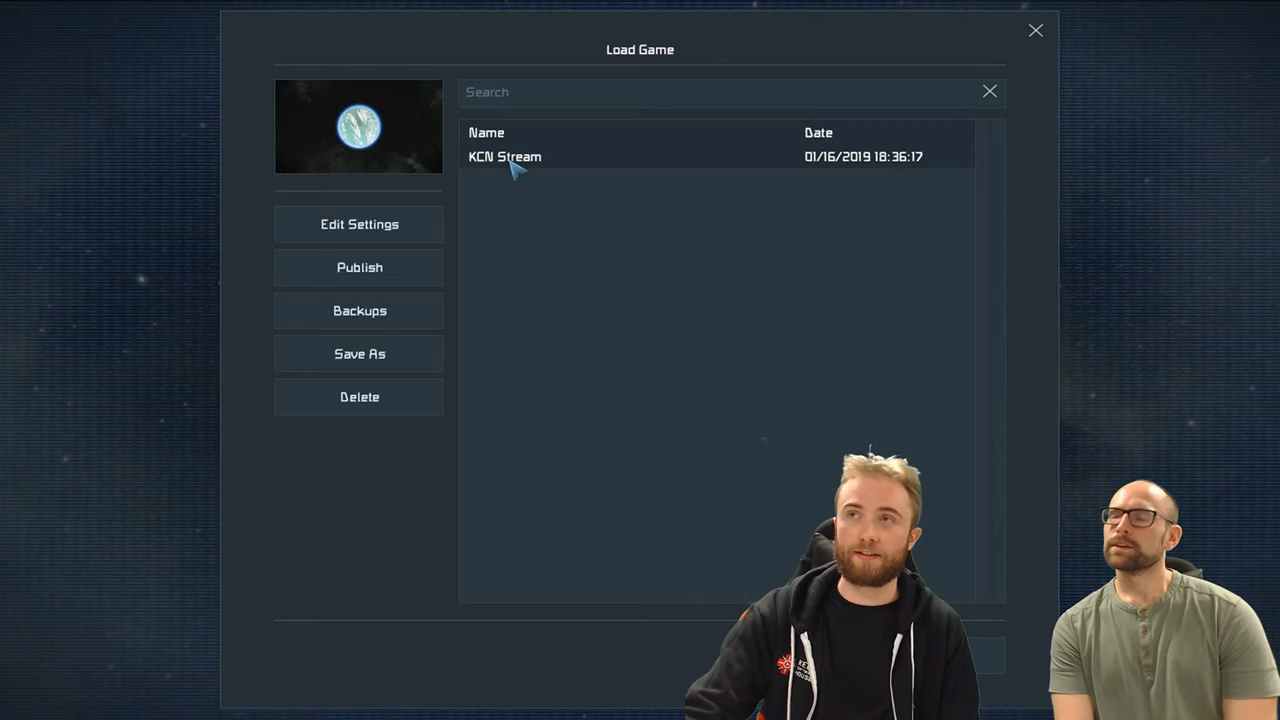 Load Game
Search
Name Date
KCN Stream 01/16/2019 18:36:17
Edit Settings
Publish
Backups
Save As
Delete